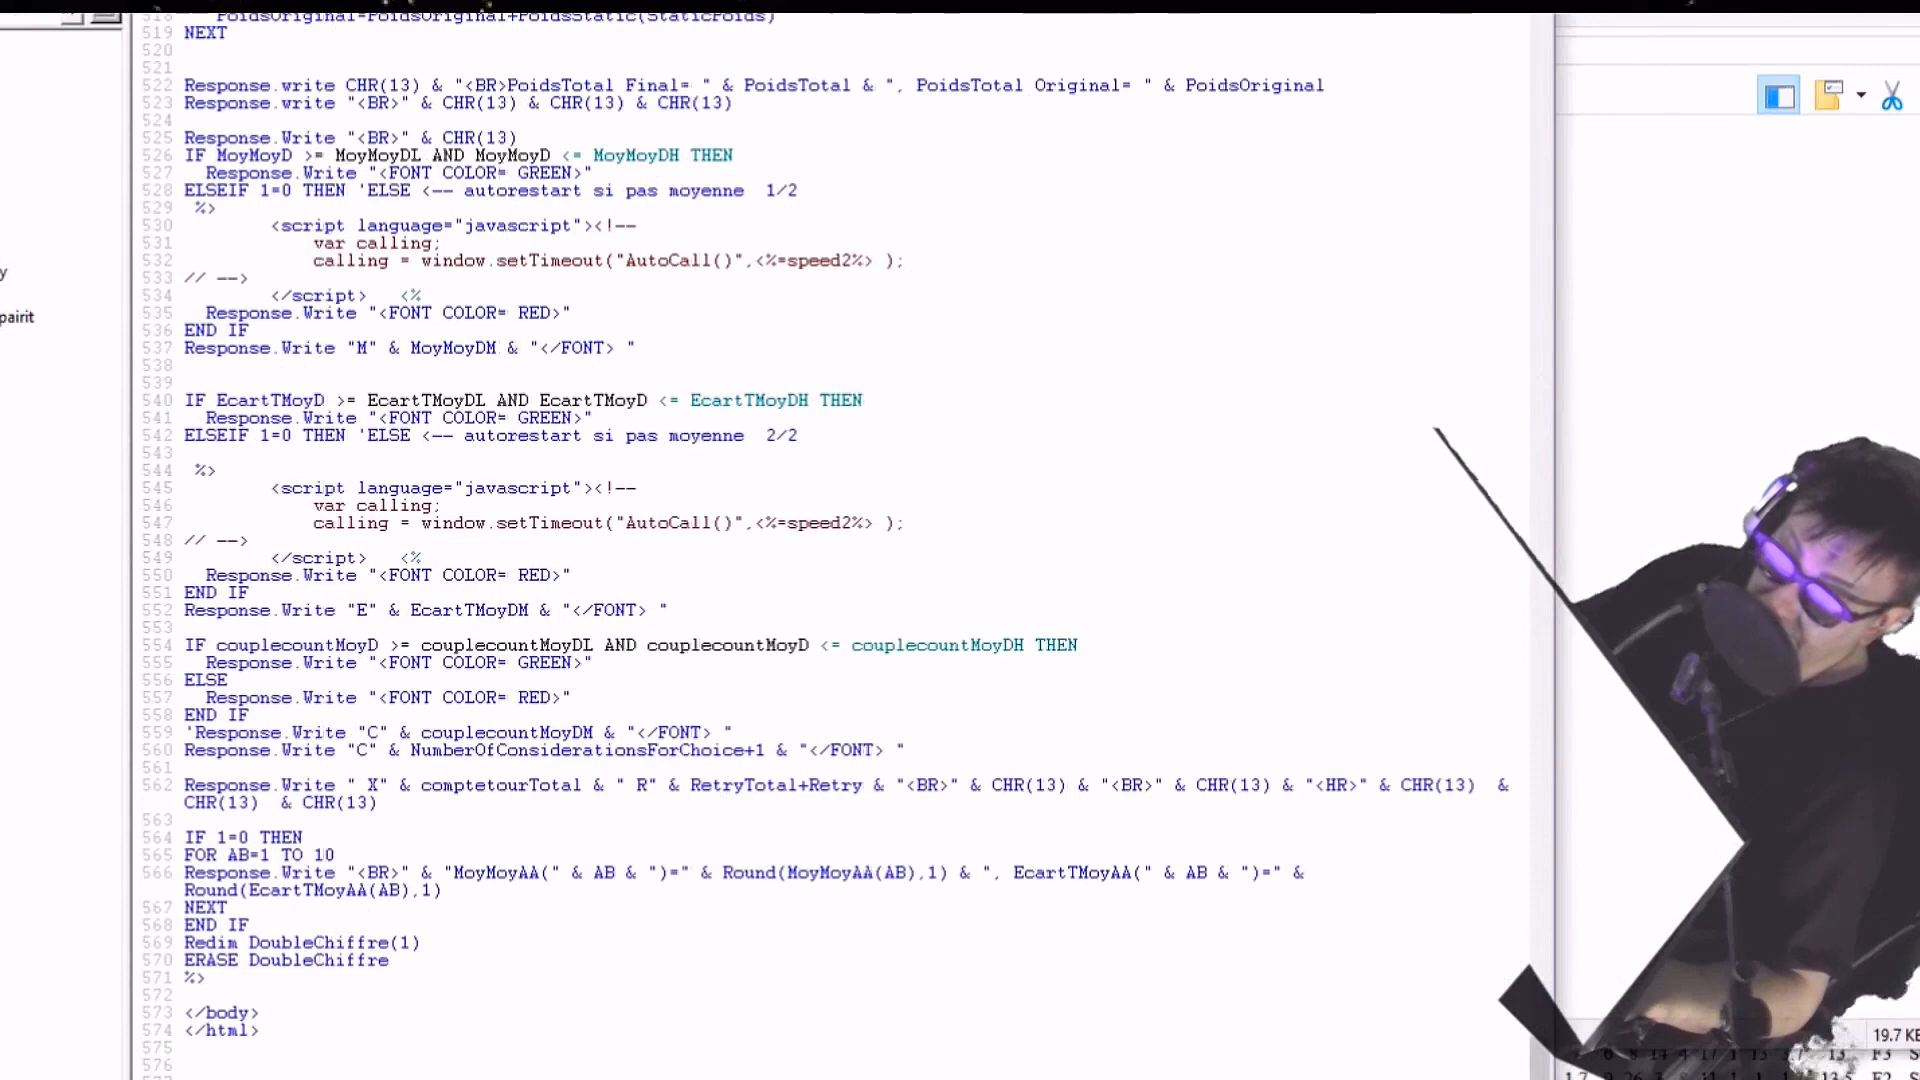 518 PoidsOriginal=PoidsOriginal+PoidsStatic(StaticPoids)
519 NEXT
520
521
522 Response.write CHR(13) & "<BR>PoidsTotal Final= " & PoidsTotal & ", PoidsTotal Original= " & PoidsOriginal
523 Response.write "<BR>" & CHR(13) & CHR(13) & CHR(13)
524
525 Response.Write "<BR>" & CHR(13)
526 IF MoyMoyD >= MoyMoyDL AND MoyMoyD <= MoyMoyDH THEN
527 Response.Write "<FONT COLOR= GREEN>"
528 ELSEIF 1=0 THEN 'ELSE <-- autorestart si pas moyenne 1/2
529 %>
530 <script language="javascript"><!--
531 var calling;
532 calling = window.setTimeout("AutoCall()",<%=speed2%> );
533 // -->
534 </script> <%
535 Response.Write "<FONT COLOR= RED>"
536 END IF
537 Response.Write "M" & MoyMoyDM & "</FONT> "
538
539
540 IF EcartTMoyD >= EcartTMoyDL AND EcartTMoyD <= EcartTMoyDH THEN
541 Response.Write "<FONT COLOR= GREEN>"
542 ELSEIF 1=0 THEN 'ELSE <-- autorestart si pas moyenne 2/2
543
544 %>
545 <script language="javascript"><!--
546 var calling;
547 calling = window.setTimeout("AutoCall()",<%=speed2%> );
548 // -->
549 </script> <%
550 Response.Write "<FONT COLOR= RED>"
551 END IF
552 Response.Write "E" & EcartTMoyDM & "</FONT> "
553
554 IF couplecountMoyD >= couplecountMoyDL AND couplecountMoyD <= couplecountMoyDH THEN
555 Response.Write "<FONT COLOR= GREEN>"
556 ELSE
557 Response.Write "<FONT COLOR= RED>"
558 END IF
559 'Response.Write "C" & couplecountMoyDM & "</FONT> "
560 Response.Write "C" & NumberOfConsiderationsForChoice+1 & "</FONT> "
561
562 Response.Write " X" & comptetourTotal & " R" & RetryTotal+Retry & "<BR>" & CHR(13) & "<BR>" & CHR(13) & "<HR>" & CHR(13) &
CHR(13) & CHR(13)
563
564 IF 1=0 THEN
565 FOR AB=1 TO 10
566 Response.Write "<BR>" & "MoyMoyAA(" & AB & ")=" & Round(MoyMoyAA(AB),1) & ", EcartTMoyAA(" & AB & ")=" &
Round(EcartTMoyAA(AB),1)
567 NEXT
568 END IF
569 Redim DoubleChiffre(1)
570 ERASE DoubleChiffre
571 %>
572
573 </body>
574 </html>
575
576
y
pairit
19.7 KE